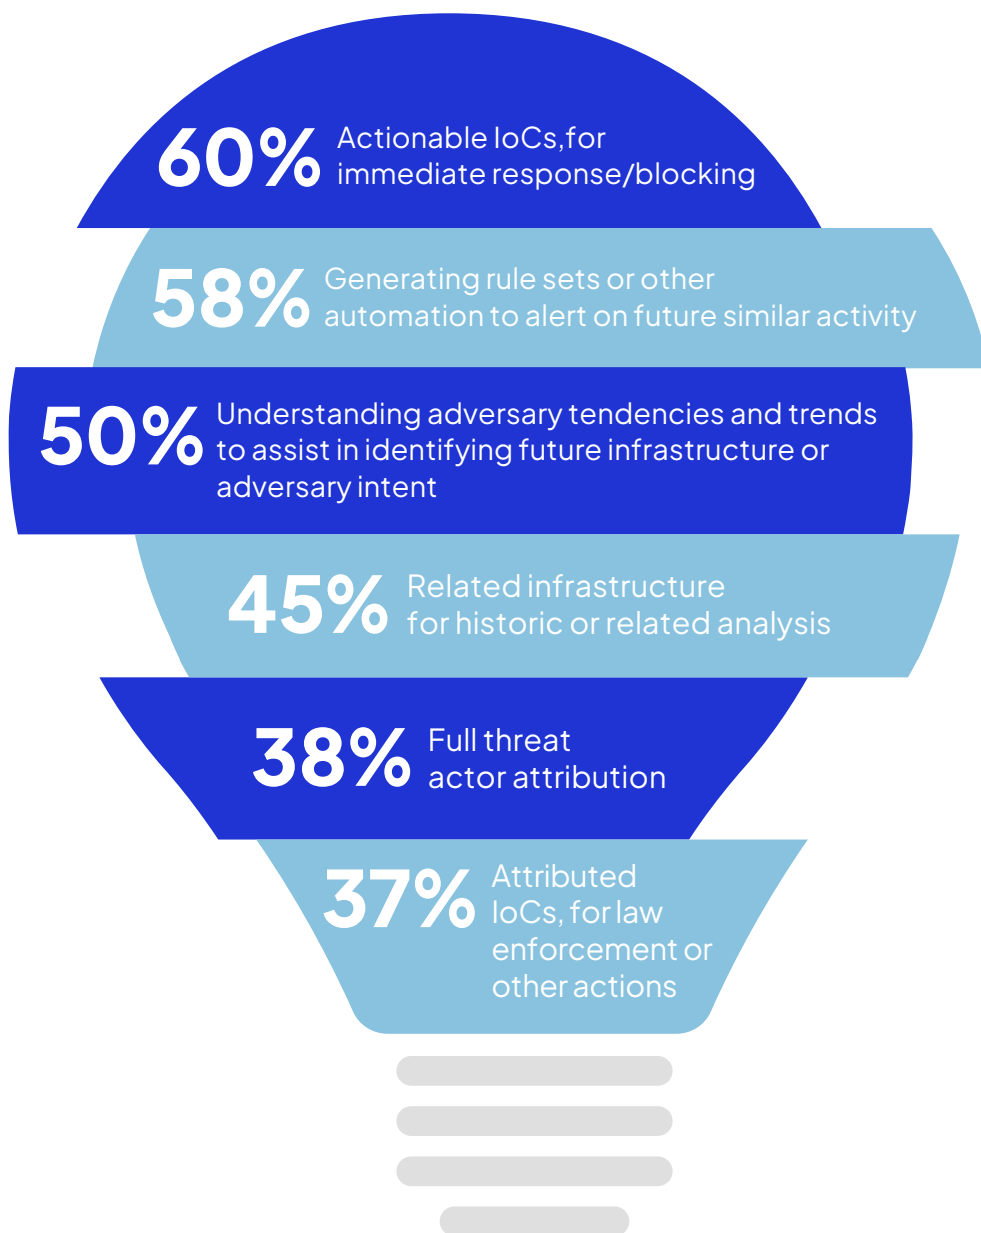 60% Actionable IoCs,for
immediate response/blocking
58% Generating rule sets or other
automation to alert on future similar activity
50% Understanding adversary tendencies and trends
to assist in identifying future infrastructure or
adversary intent
45% Related infrastructure
for historic or related analysis
38% Full threat
actor attribution
37% Attributed
IoCs, for law
enforcement or
other actions